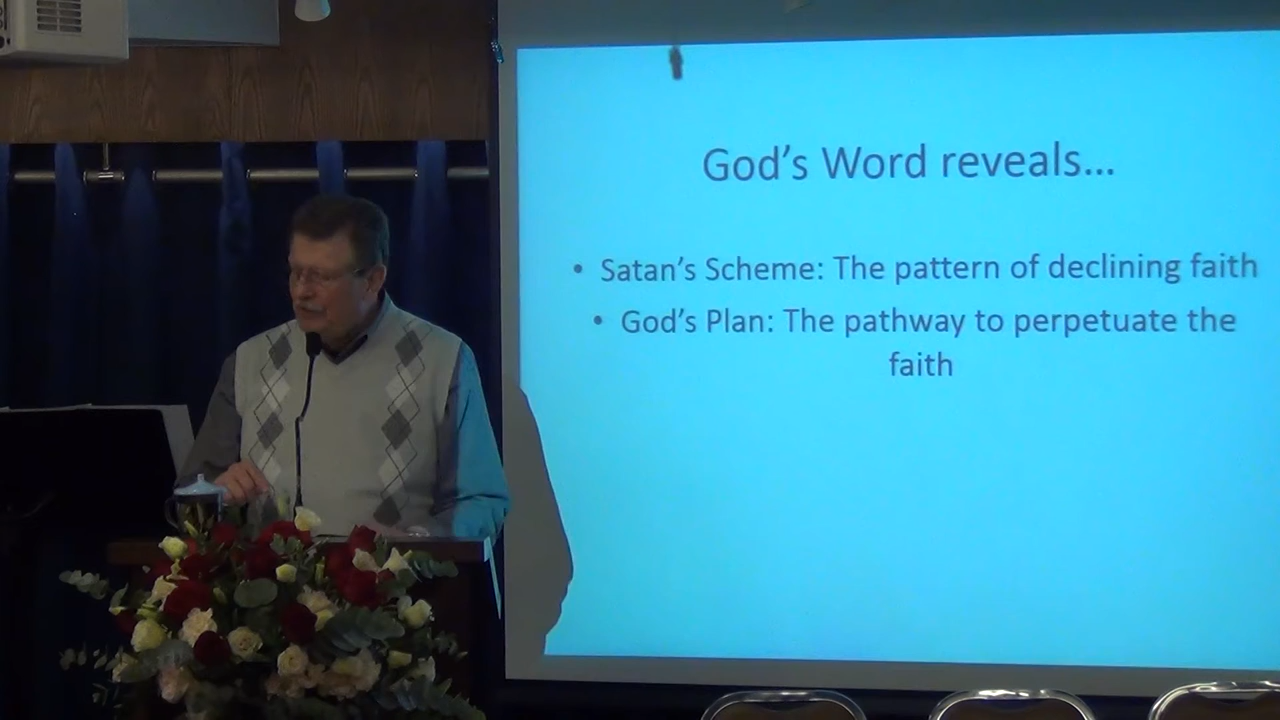 God's Word reveals...
• Satan's Scheme: The pattern of declining faith
• God's Plan: The pathway to perpetuate the
faith